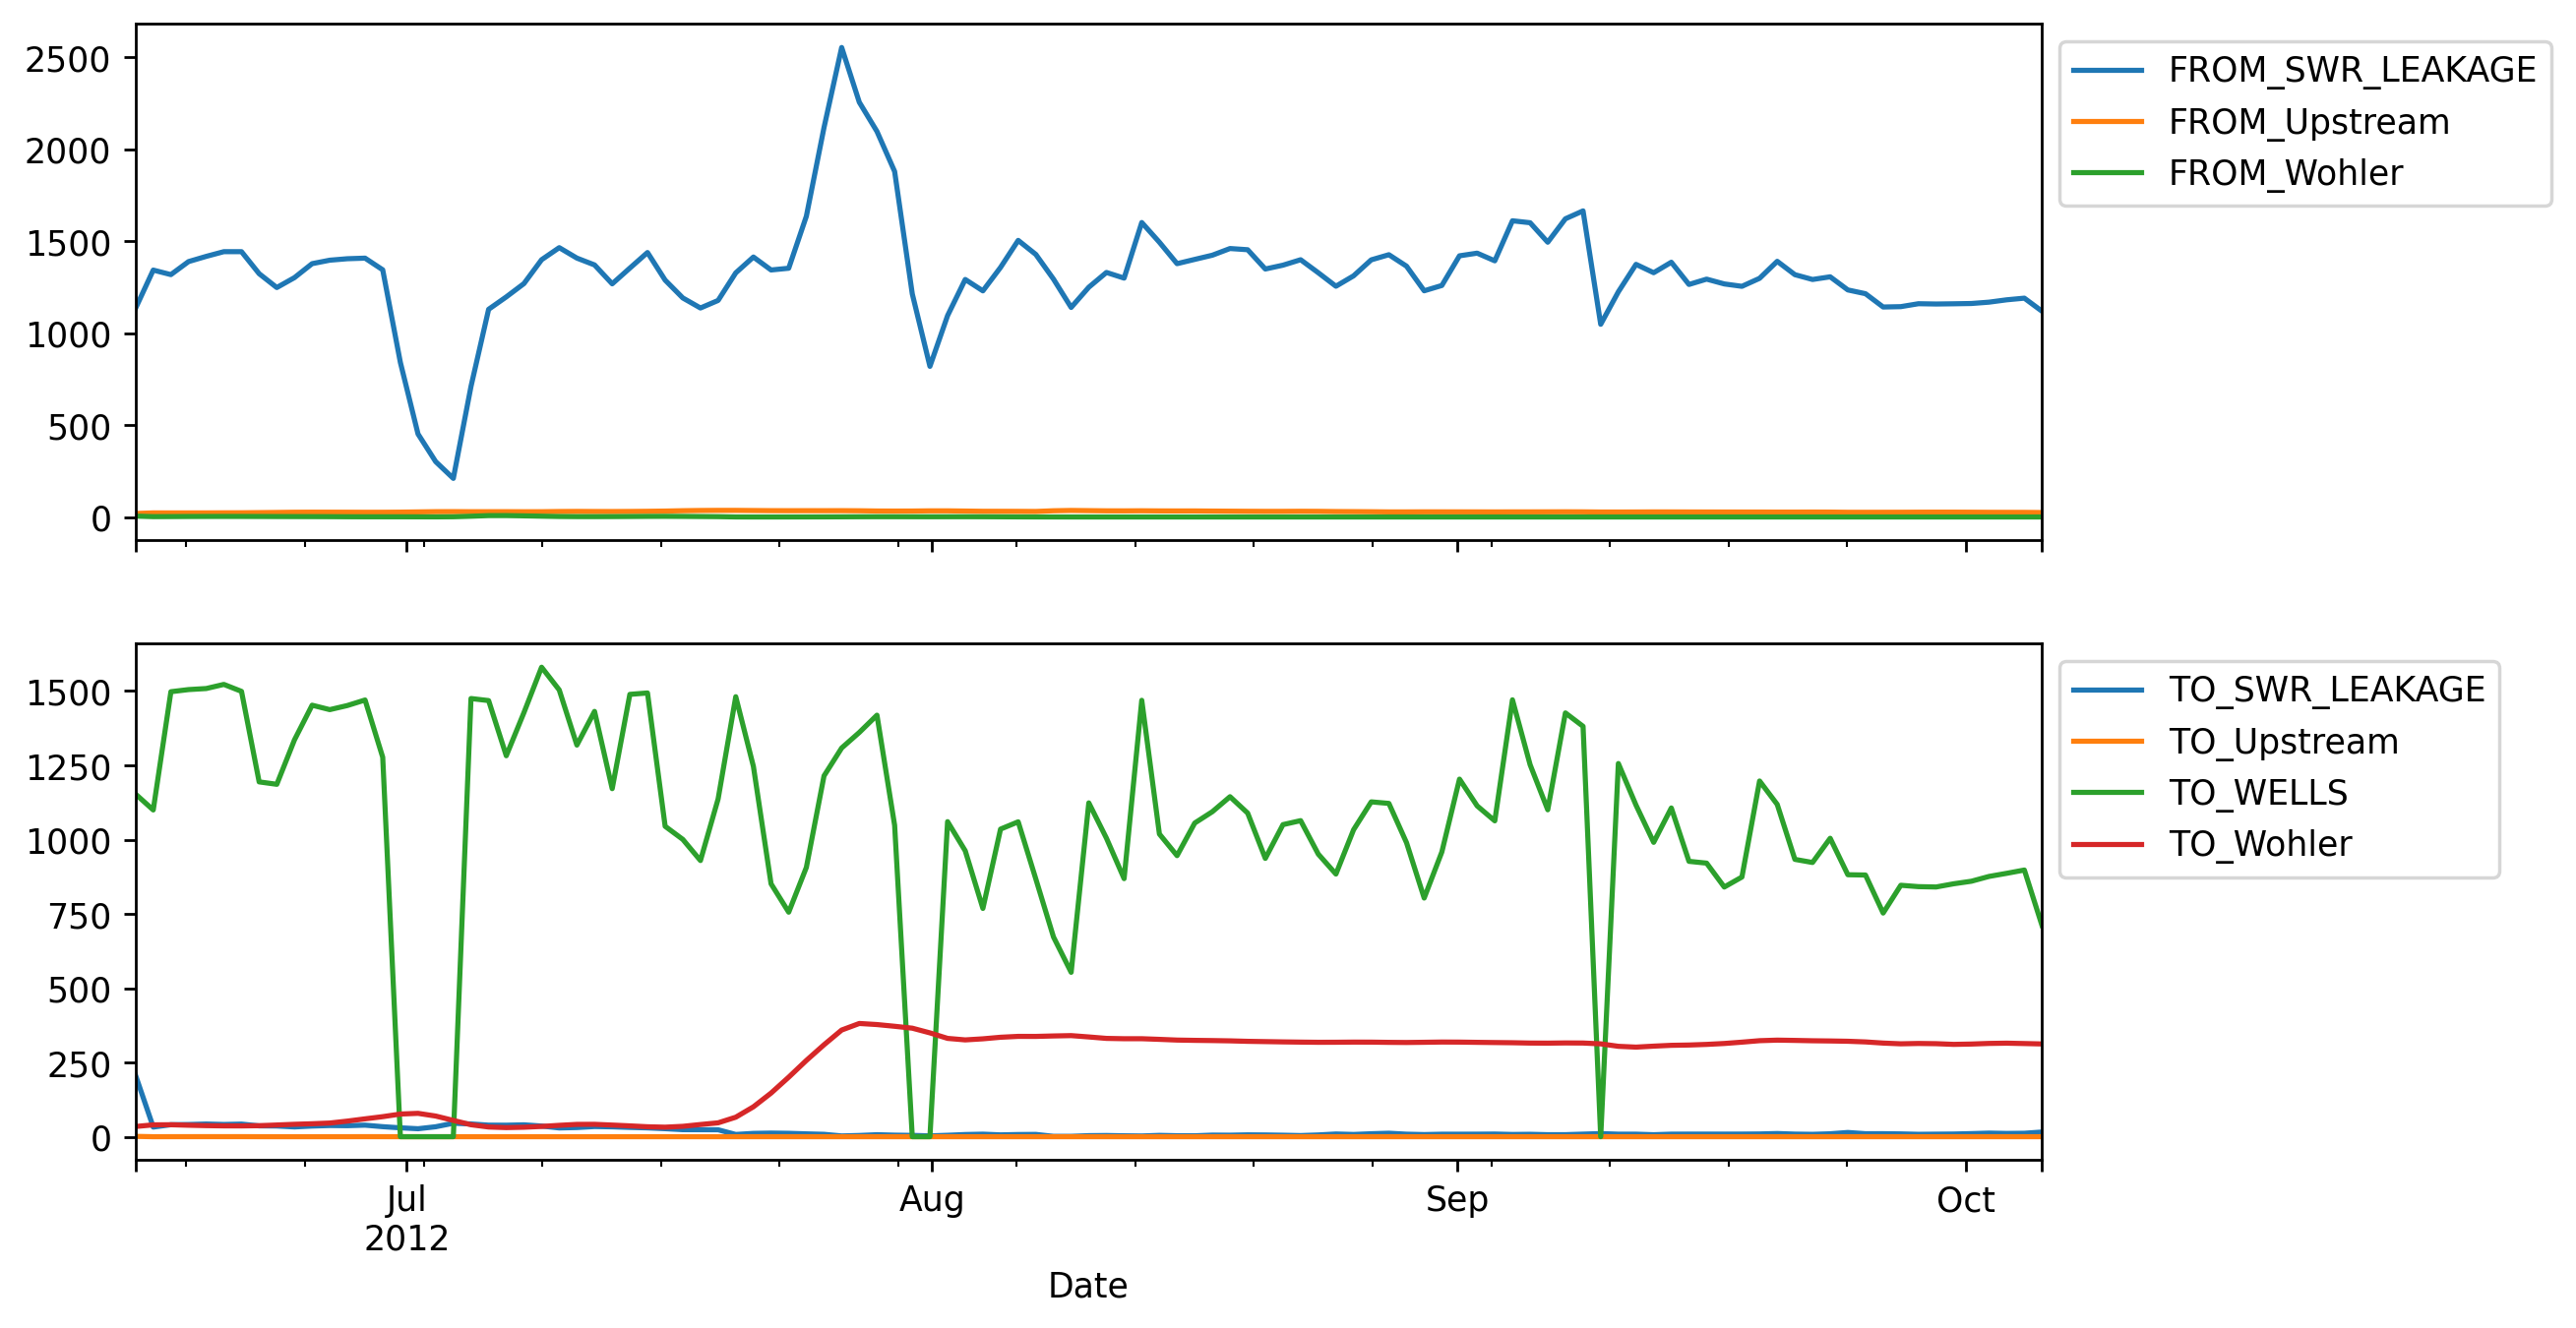 2500
2000
1500
1000
500
0
FROM_SWR_LEAKAGE
FROM_Upstream
FROM_Wohler
1500
1250
1000
750
500
250
0
TO_SWR_LEAKAGE
TO_Upstream
TO_WELLS
TO_Wohler
Jul Aug Sep Oct
2012
Date